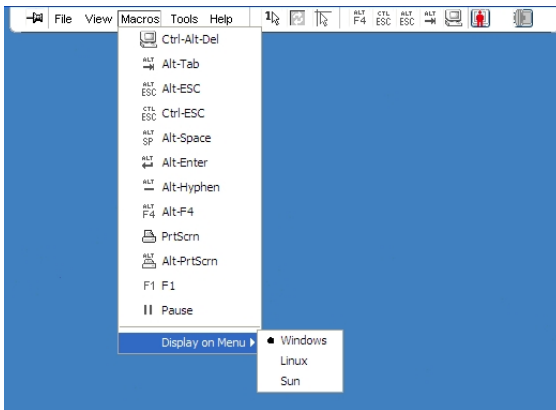 File View Macros Tools Help 1 ALT F4 CTL ESC ALT ESC ALT
Ctrl-Alt-Del
ALT Alt-Tab
ALT ESC Alt-ESC
CTL ESC Ctrl-ESC
ALT SP Alt-Space
ALT Alt-Enter
ALT Alt-Hyphen
ALT F4 Alt-F4
PrtScrn
ALT Alt-PrtScrn
F1 F1
Pause
Display on Menu
Windows
Linux
Sun